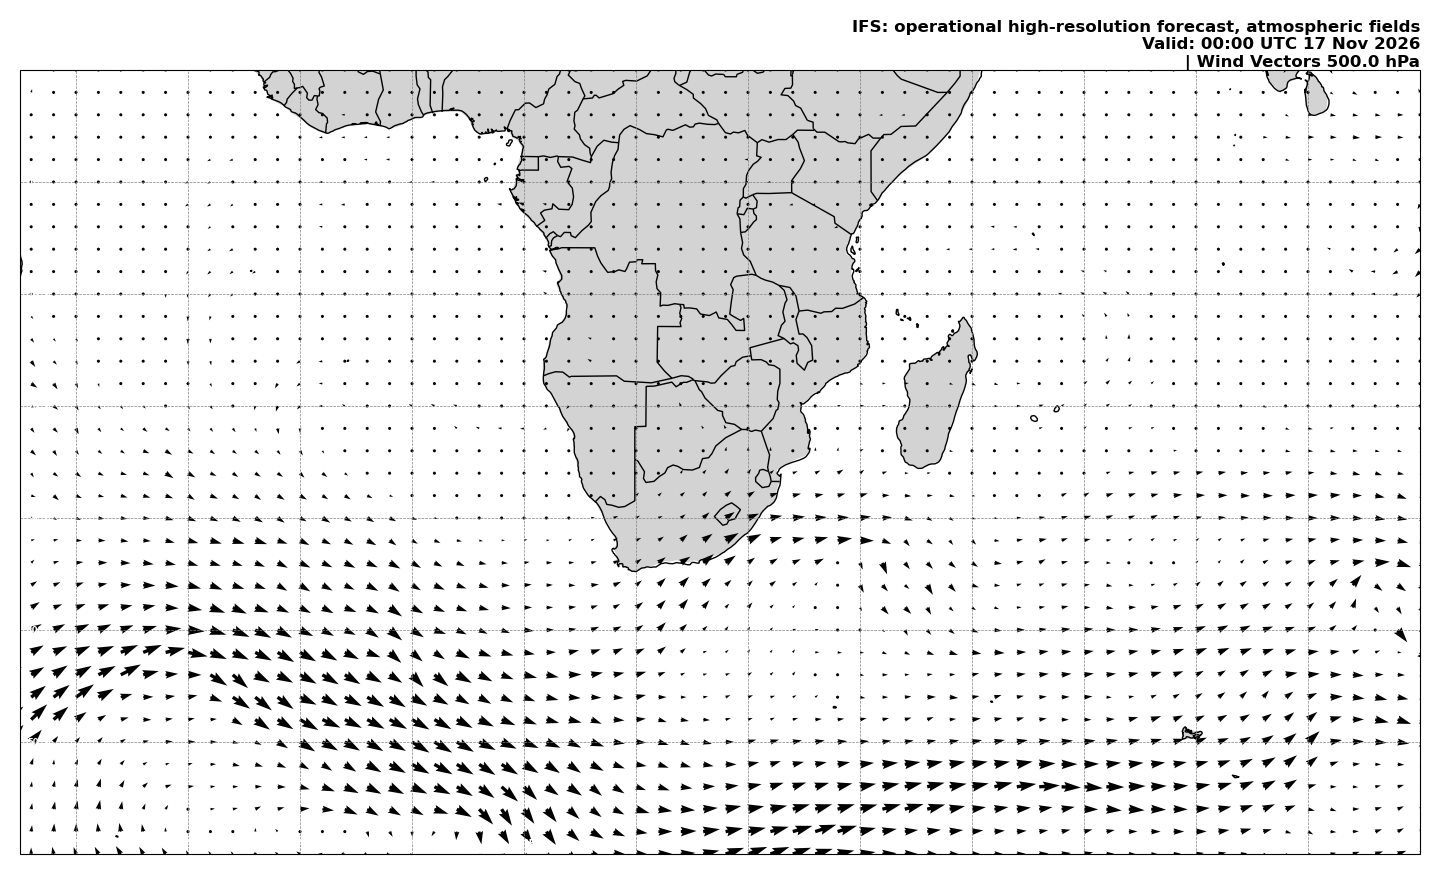 IFS: operational high-resolution forecast, atmospheric fields
Valid: 00:00 UTC 17 Nov 2026
| Wind Vectors 500.0 hPa